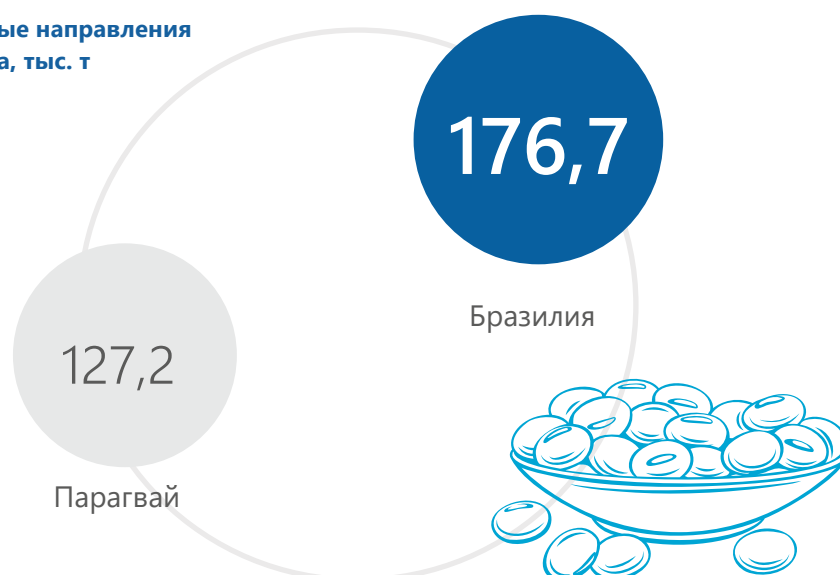 ые направления
а, тыс. т
176,7
Бразилия
127,2
Парагвай